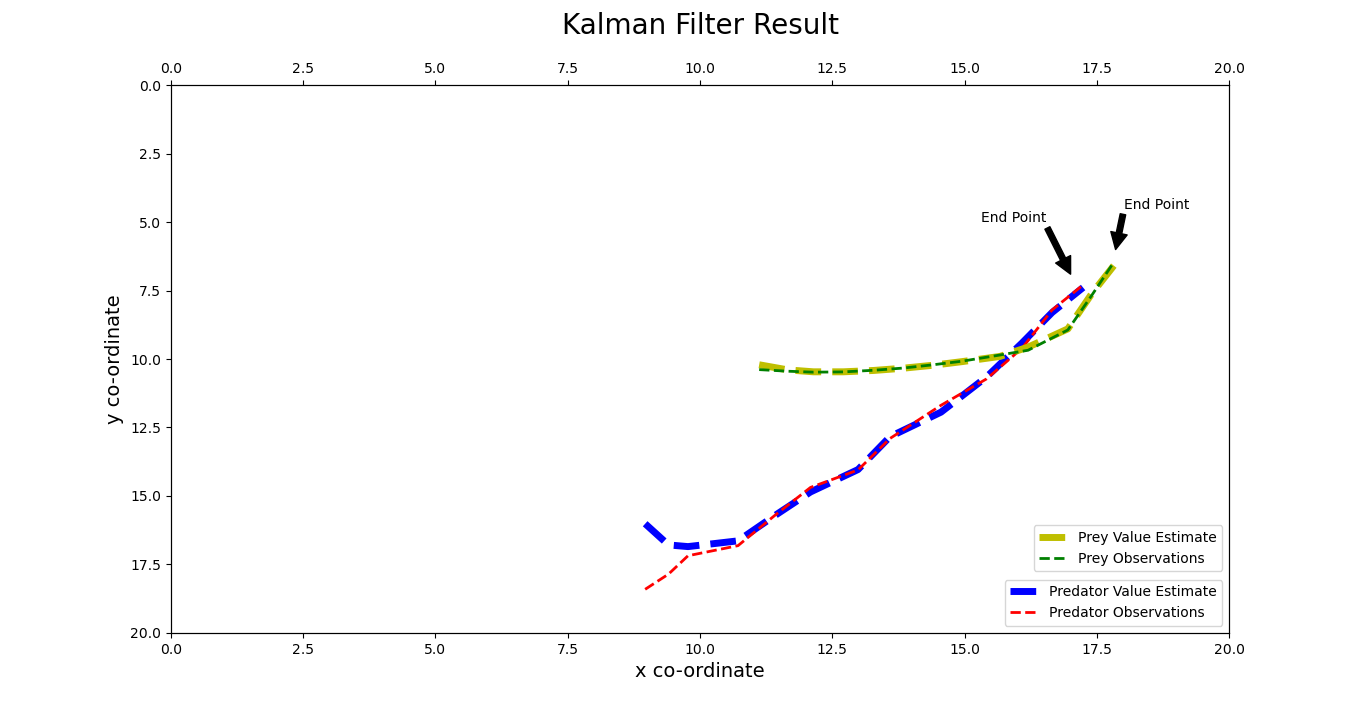 Kalman Filter Result
0.0 2.5 5.0 7.5 10.0 12.5 15.0 17.5 20.0
0.0
2.5
End Point
5.0
End Point
7.5
10.0
12.5
15.0
17.5
20.0
y co-ordinate
Prey Value Estimate
Prey Observations
Predator Value Estimate
Predator Observations
0.0 2.5 5.0 7.5 10.0 12.5 15.0 17.5 20.0
x co-ordinate